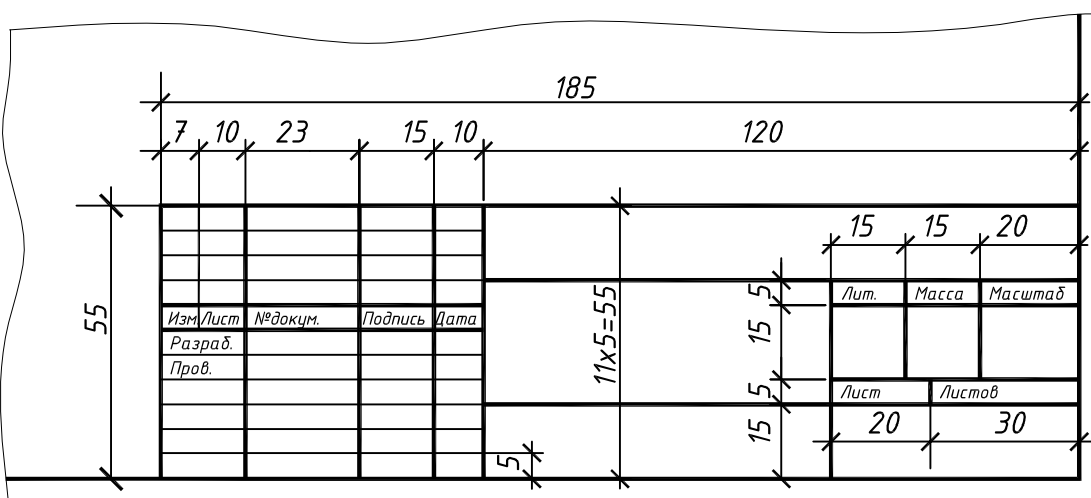 185
7 10 23 15 10 120
15 15 20
5 Лит. Масса Масштаб
55 11х5=55 15
Изм. Лист №докум. Подпись Дата
Разраб.
Пров.
5 Лист Листов
20 30
15
5